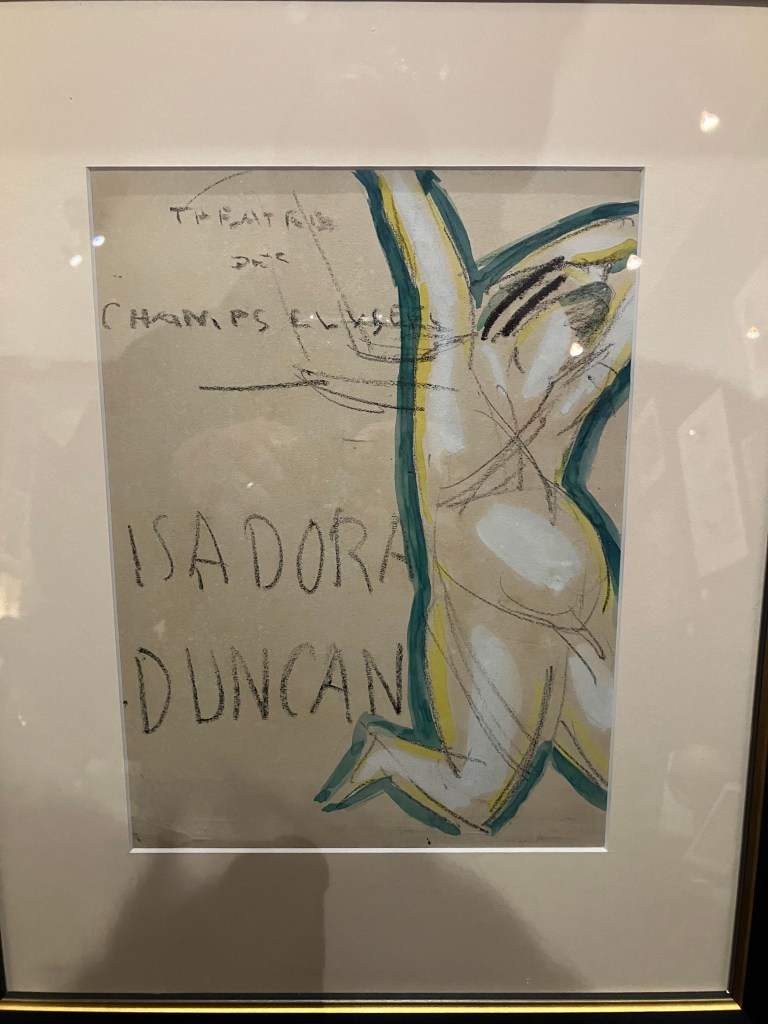 THEATRE
DES
CHAMPS ELYSEES
ISADORA
DUNCAN